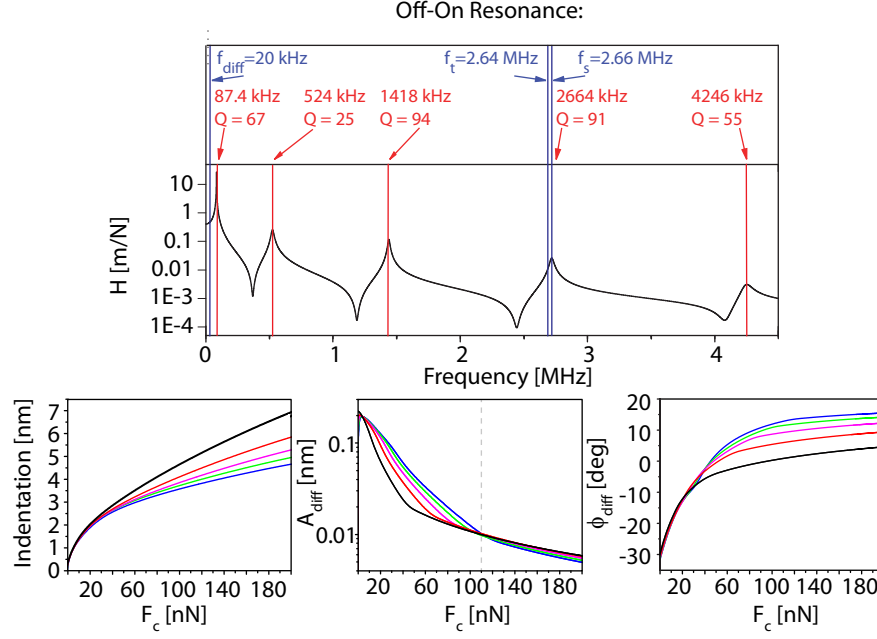 Off-On Resonance:
f_diff=20 kHz
f_t=2.64 MHz
f_s=2.66 MHz
87.4 kHz
Q = 67
524 kHz
Q = 25
1418 kHz
Q = 94
2664 kHz
Q = 91
4246 kHz
Q = 55
H [m/N]
10
1
0.1
0.01
1E-3
1E-4
0
1
2
3
4
Frequency [MHz]
Indentation [nm]
7
6
5
4
3
2
1
0
20
60
100
140
180
F_c [nN]
A_diff [nm]
0.1
0.01
20
60
100
140
180
F_c [nN]
ϕ_diff [deg]
20
10
0
-10
-20
-30
20
60
100
140
180
F_c [nN]